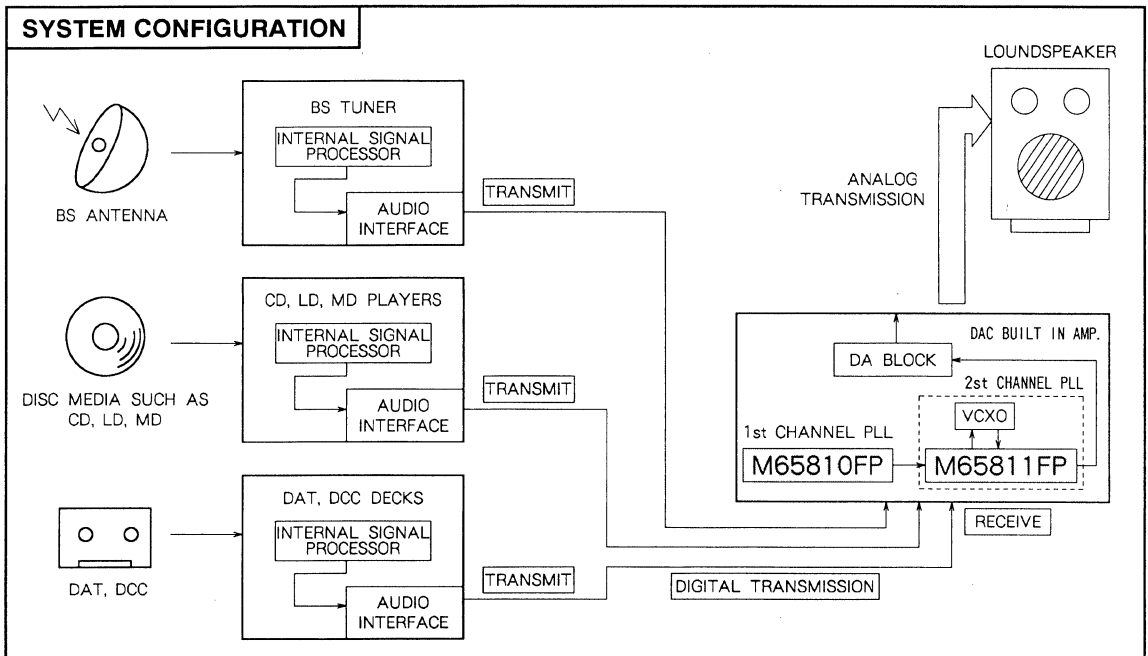 SYSTEM CONFIGURATION
BS ANTENNA
BS TUNER
INTERNAL SIGNAL
PROCESSOR
AUDIO
INTERFACE
TRANSMIT
DISC MEDIA SUCH AS
CD, LD, MD
CD, LD, MD PLAYERS
INTERNAL SIGNAL
PROCESSOR
AUDIO
INTERFACE
TRANSMIT
DAT, DCC
DAT, DCC DECKS
INTERNAL SIGNAL
PROCESSOR
AUDIO
INTERFACE
TRANSMIT
DIGITAL TRANSMISSION
LOUNDSPEAKER
ANALOG
TRANSMISSION
DAC BUILT IN AMP.
DA BLOCK
2st CHANNEL PLL
VCXO
1st CHANNEL PLL
M65810FP
M65811FP
RECEIVE